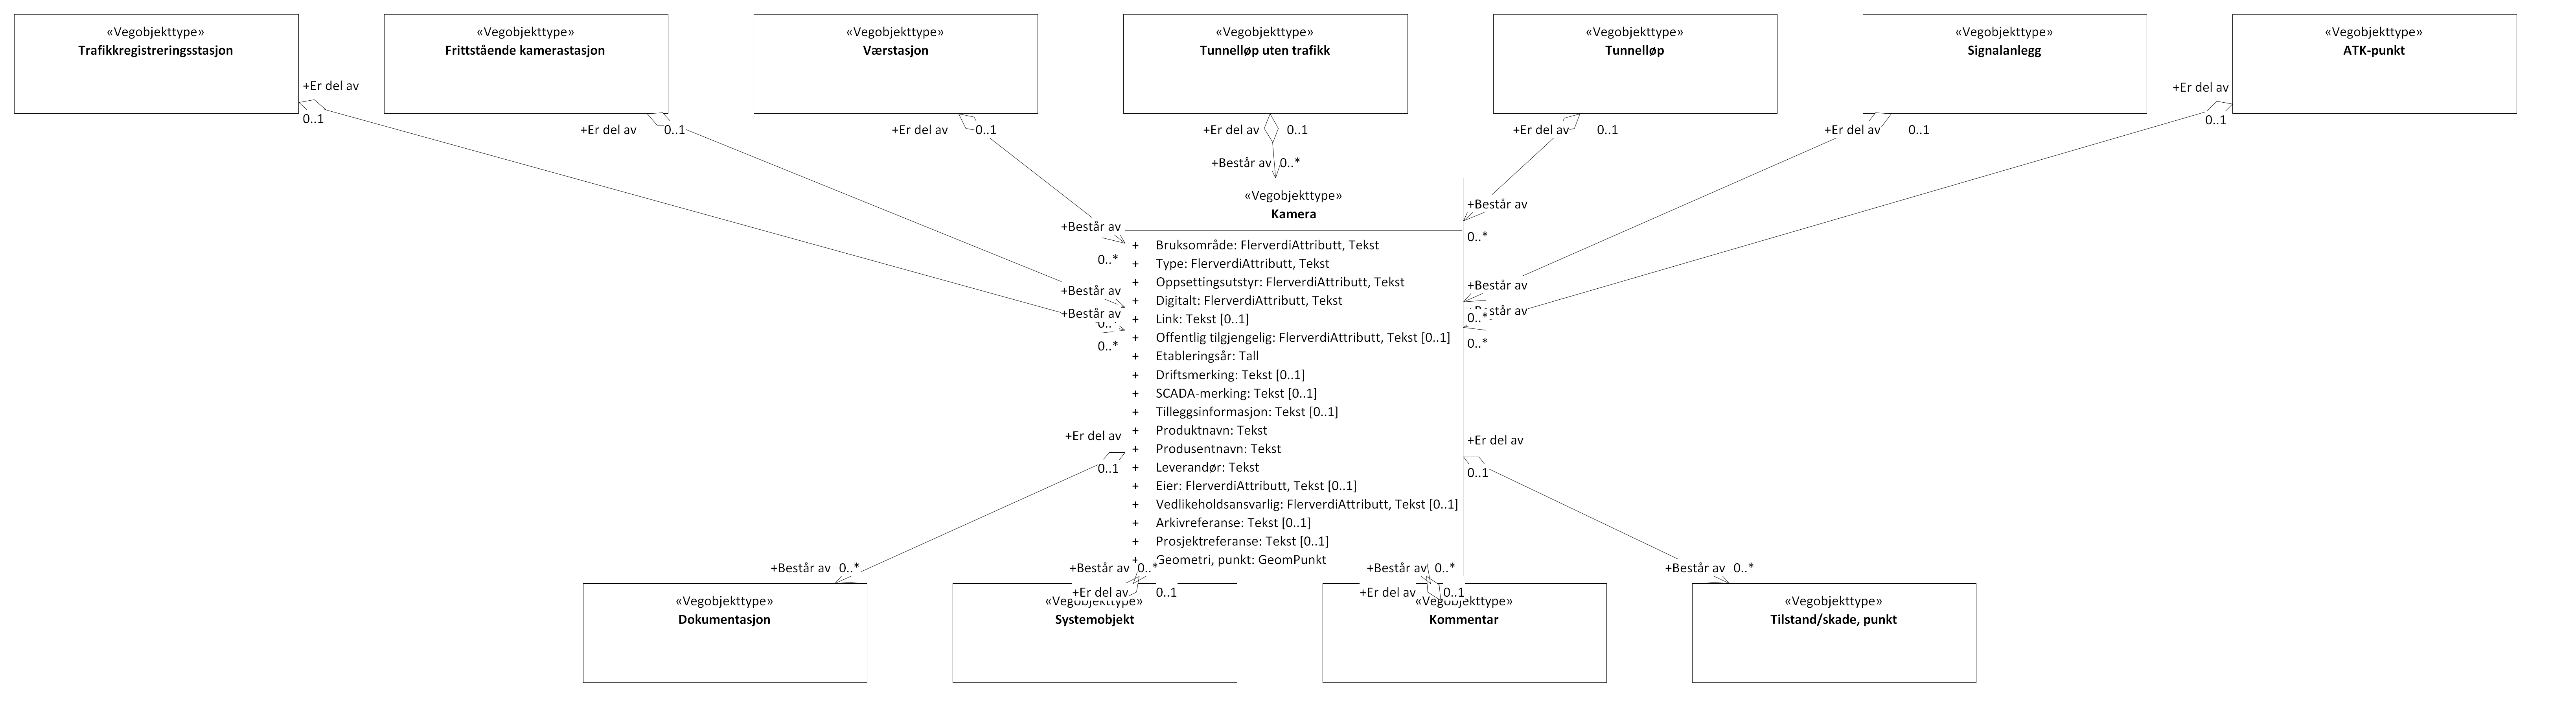 «Vegobjekttype»
Trafikkregistreringsstasjon
«Vegobjekttype»
Frittstående kamerastasjon
«Vegobjekttype»
Værstasjon
«Vegobjekttype»
Tunnelløp uten trafikk
«Vegobjekttype»
Tunnelløp
«Vegobjekttype»
Signalanlegg
«Vegobjekttype»
ATK-punkt
+Er del av
0..1
+Er del av
0..1
+Er del av
0..1
+Er del av
0..1
+Er del av
0..1
+Er del av
0..1
+Er del av
0..1
+Består av
0..*
+Består av
0..*
+Består av
0..*
+Består av
0..*
+Består av
0..*
+Består av
0..*
+Består av
0..*
«Vegobjekttype»
Kamera
+ Bruksområde: FlerverdiAttributt, Tekst
+ Type: FlerverdiAttributt, Tekst
+ Oppsettingsutstyr: FlerverdiAttributt, Tekst
+ Digitalt: FlerverdiAttributt, Tekst
+ Link: Tekst [0..1]
+ Offentlig tilgjengelig: FlerverdiAttributt, Tekst [0..1]
+ Etableringsår: Tall
+ Driftsmerking: Tekst [0..1]
+ SCADA-merking: Tekst [0..1]
+ Tilleggsinformasjon: Tekst [0..1]
+ Produktnavn: Tekst
+ Produsentnavn: Tekst
+ Leverandør: Tekst
+ Eier: FlerverdiAttributt, Tekst [0..1]
+ Vedlikeholdsansvarlig: FlerverdiAttributt, Tekst [0..1]
+ Arkivreferanse: Tekst [0..1]
+ Prosjektreferanse: Tekst [0..1]
+ Geometri, punkt: GeomPunkt
+Er del av
0..1
+Er del av
0..1
+Består av 0..*
+Består av 0..*
+Består av 0..*
+Består av 0..*
+Er del av 0..1
+Er del av 0..1
«Vegobjekttype»
Dokumentasjon
«Vegobjekttype»
Systemobjekt
«Vegobjekttype»
Kommentar
«Vegobjekttype»
Tilstand/skade, punkt